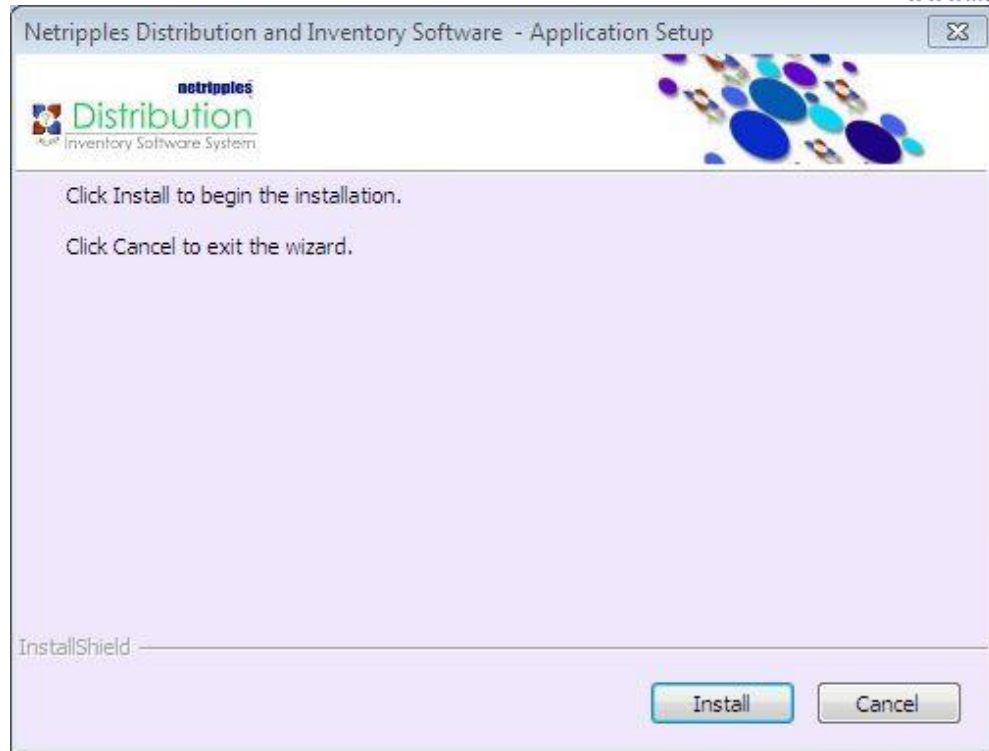 Netripples Distribution and Inventory Software - Application Setup
netripples
Distribution
Inventory Software System
Click Install to begin the installation.
Click Cancel to exit the wizard.
InstallShield
Install
Cancel